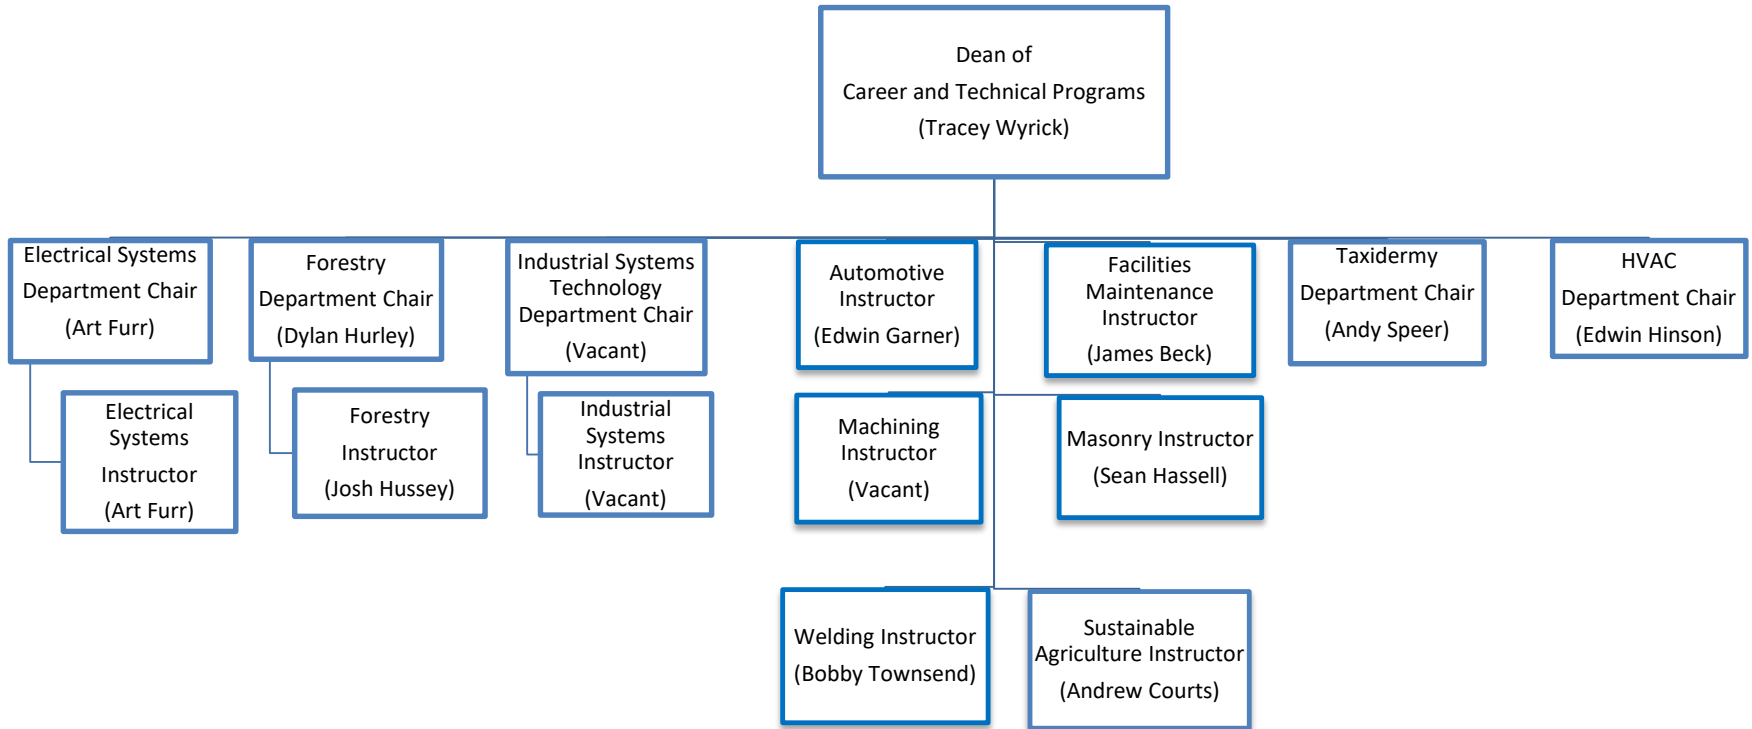 Dean of
Career and Technical Programs
(Tracey Wyrick)
Electrical Systems
Department Chair
(Art Furr)
Forestry
Department Chair
(Dylan Hurley)
Industrial Systems
Technology
Department Chair
(Vacant)
Automotive
Instructor
(Edwin Garner)
Facilities
Maintenance
Instructor
(James Beck)
Taxidermy
Department Chair
(Andy Speer)
HVAC
Department Chair
(Edwin Hinson)
Electrical
Systems
Instructor
(Art Furr)
Forestry
Instructor
(Josh Hussey)
Industrial
Systems
Instructor
(Vacant)
Machining
Instructor
(Vacant)
Masonry Instructor
(Sean Hassell)
Welding Instructor
(Bobby Townsend)
Sustainable
Agriculture Instructor
(Andrew Courts)